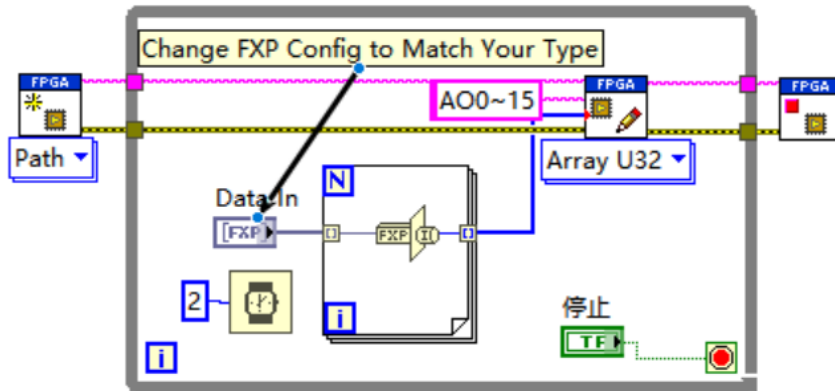 Change FXP Config to Match Your Type
FPGA
FPGA
FPGA
AO0~15
Path
Array U32
Data In
N
[FXP]
FXP
2
停止
i
TF
i